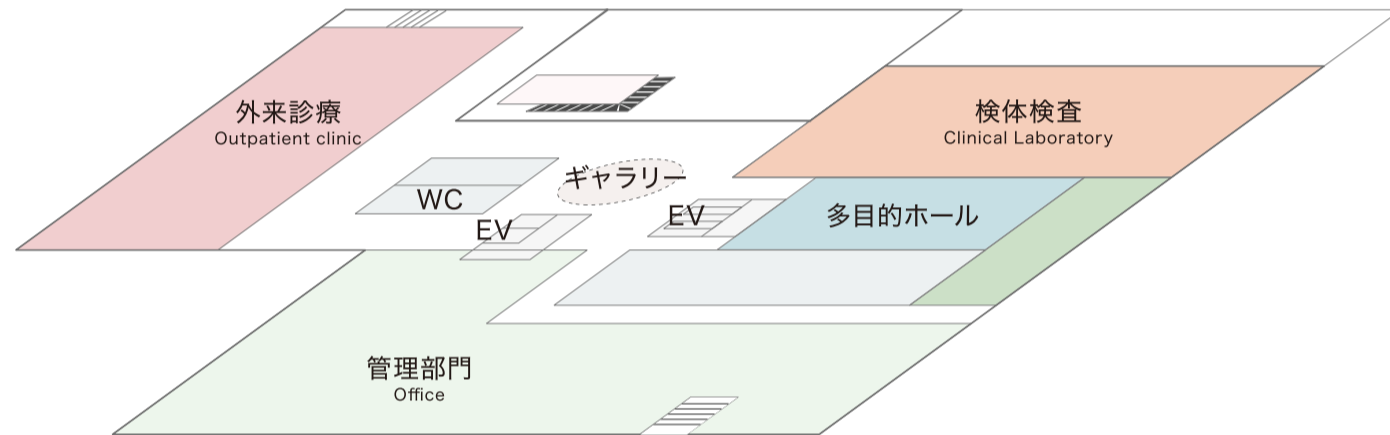 外来診療
Outpatient clinic
検体検査
Clinical Laboratory
ギャラリー
WC
EV
EV
多目的ホール
管理部門
Office